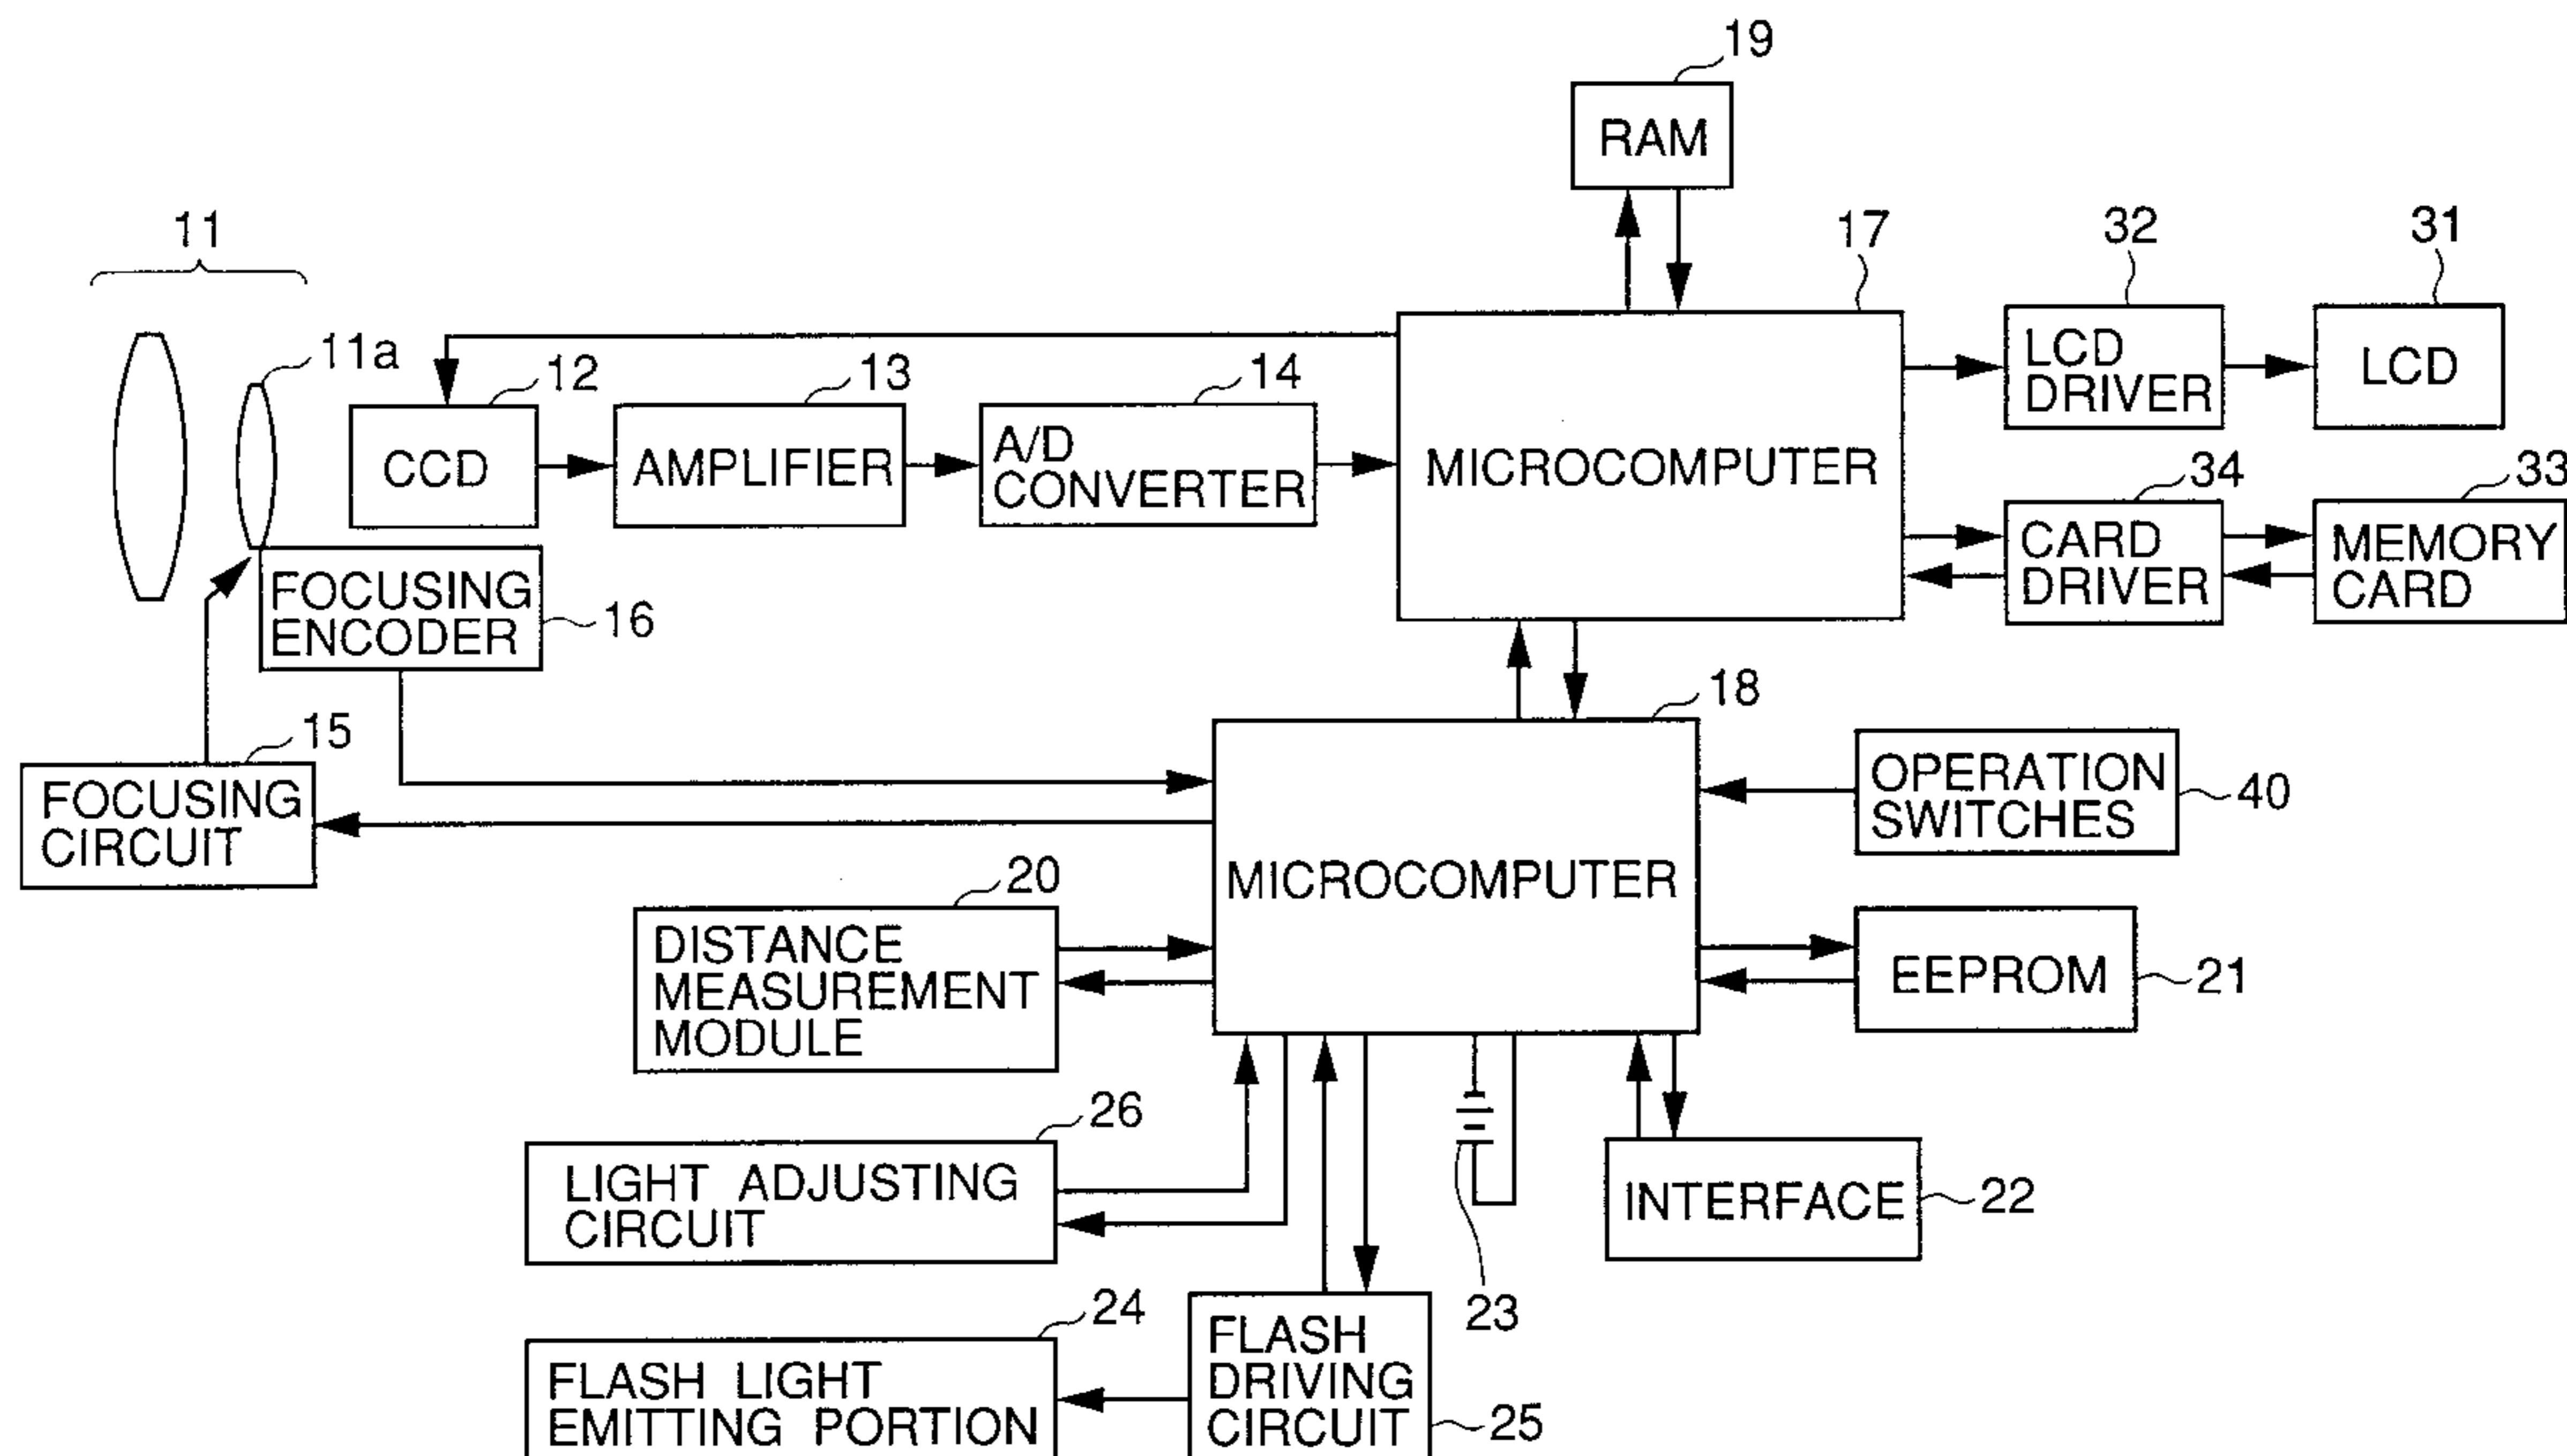 19
RAM
11
17
32
31
11a
12
13
14
LCD
DRIVER
LCD
CCD
AMPLIFIER
A/D
CONVERTER
MICROCOMPUTER
34
33
CARD
DRIVER
MEMORY
CARD
FOCUSING
ENCODER
16
18
15
FOCUSING
CIRCUIT
OPERATION
SWITCHES
40
MICROCOMPUTER
20
DISTANCE
MEASUREMENT
MODULE
EEPROM
21
26
LIGHT ADJUSTING
CIRCUIT
INTERFACE
22
23
24
FLASH LIGHT
EMITTING PORTION
FLASH
DRIVING
CIRCUIT
25